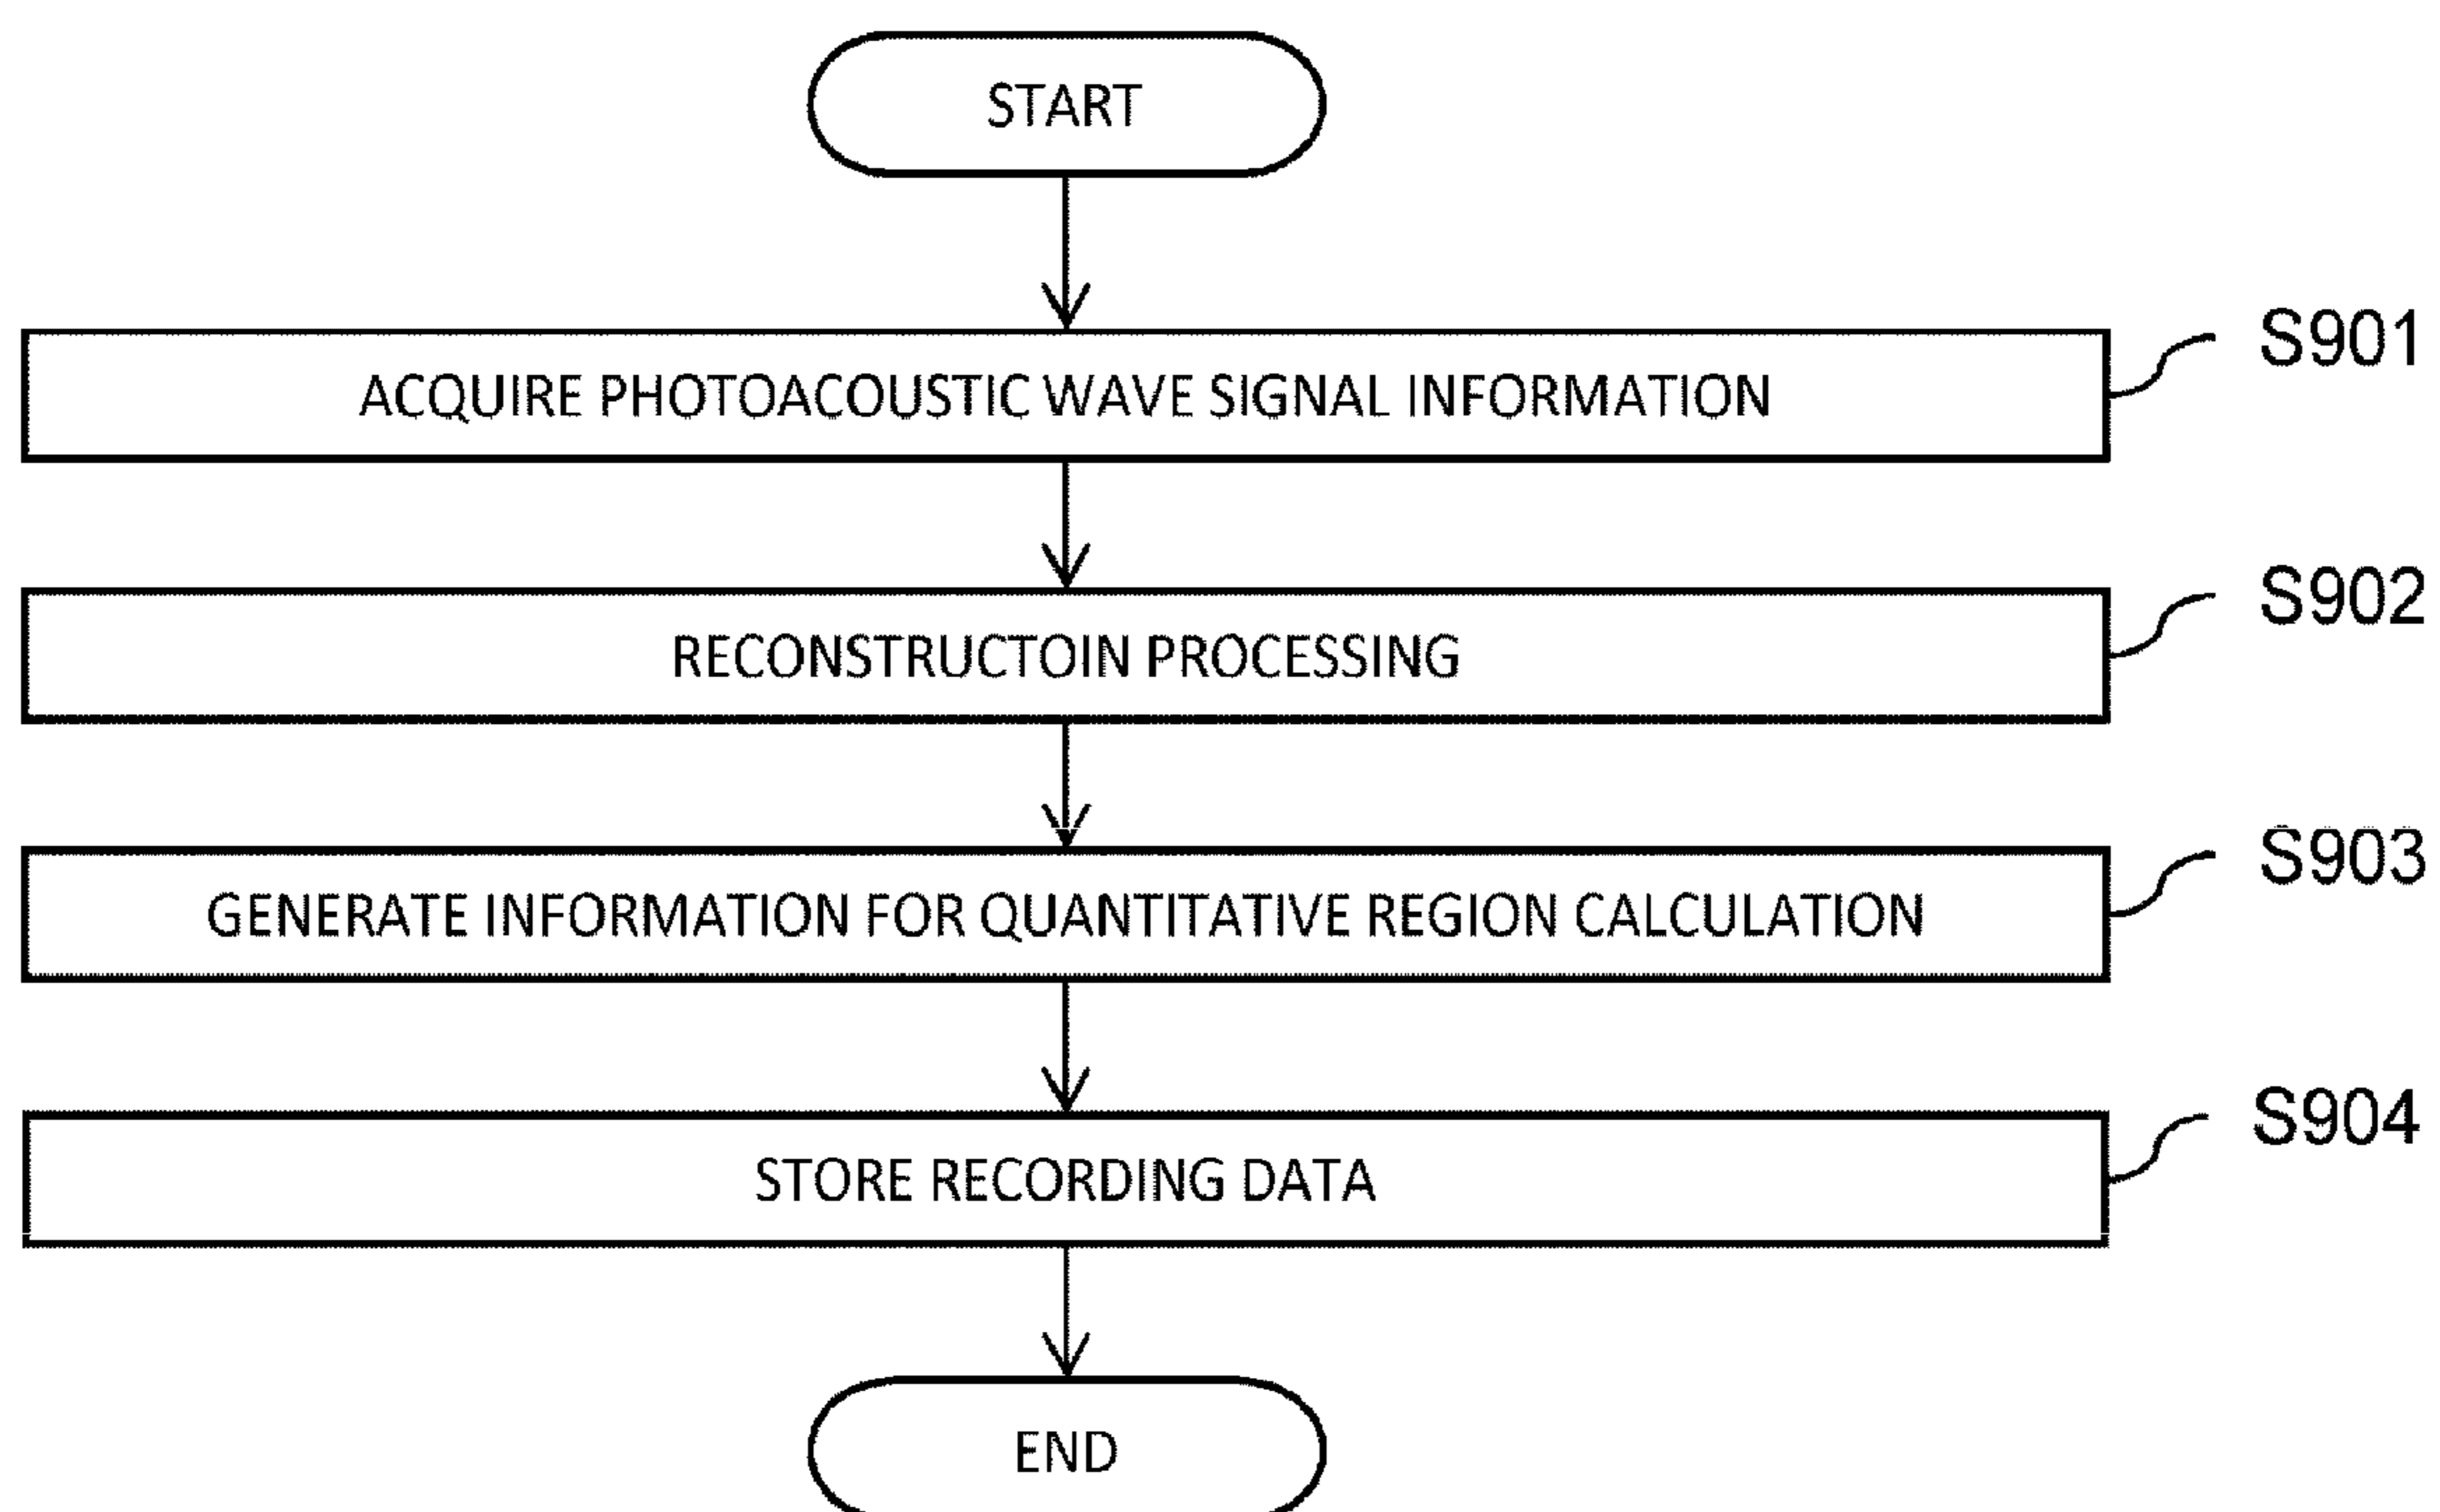 START
ACQUIRE PHOTOACOUSTIC WAVE SIGNAL INFORMATION
S901
RECONSTRUCTOIN PROCESSING
S902
GENERATE INFORMATION FOR QUANTITATIVE REGION CALCULATION
S903
STORE RECORDING DATA
S904
END